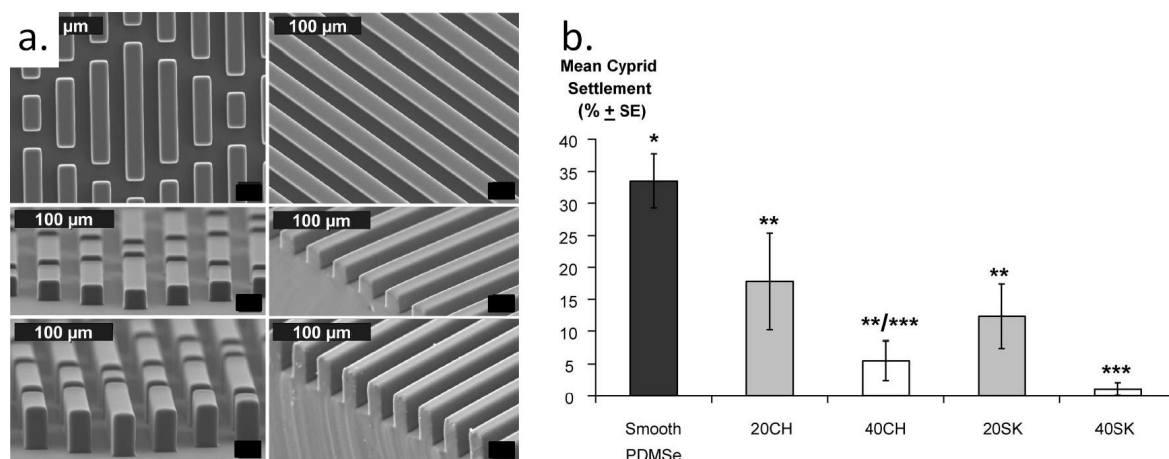 a.
µm
100 µm
100 µm
100 µm
100 µm
100 µm
b.
Mean Cyprid
Settlement
(% ± SE)
40
35
30
25
20
15
10
5
0
*
**
**/***
**
***
Smooth
PDMSe
20CH
40CH
20SK
40SK